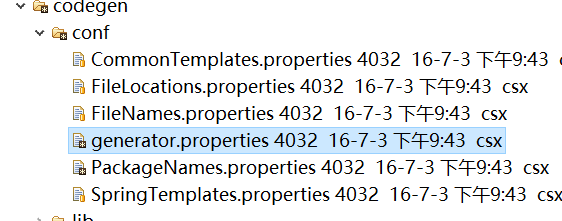 codegen
conf
CommonTemplates.properties 4032 16-7-3 下午9:43
FileLocations.properties 4032 16-7-3 下午9:43 csx
FileNames.properties 4032 16-7-3 下午9:43 csx
generator.properties 4032 16-7-3 下午9:43 csx
PackageNames.properties 4032 16-7-3 下午9:43 csx
SpringTemplates.properties 4032 16-7-3 下午9:43 csx
lib